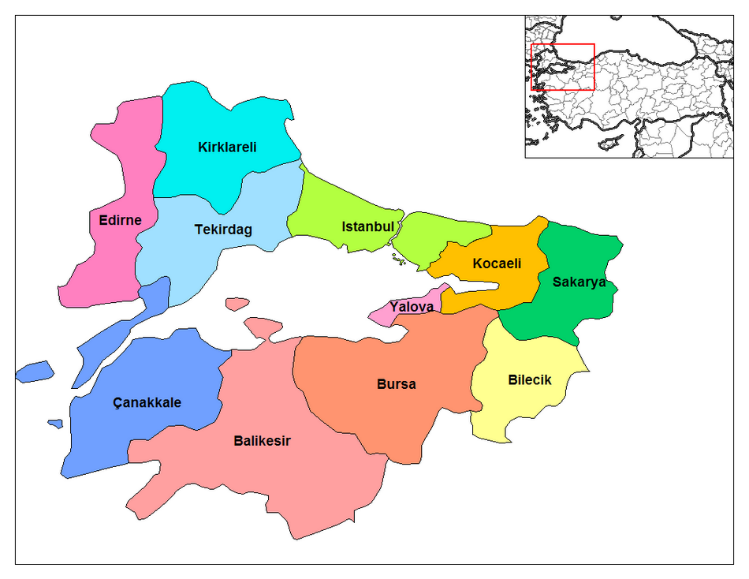 Kirklareli
Edirne
Tekirdag
Istanbul
Kocaeli
Sakarya
Yalova
Bursa
Bilecik
Çanakkale
Balikesir